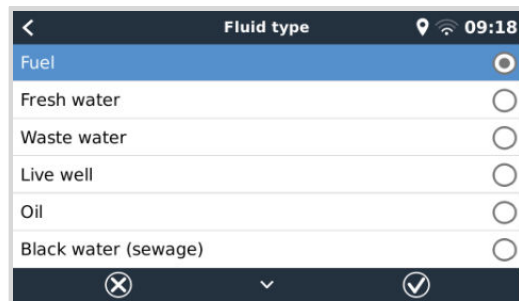 Fluid type 09:18
Fuel
Fresh water
Waste water
Live well
Oil
Black water (sewage)